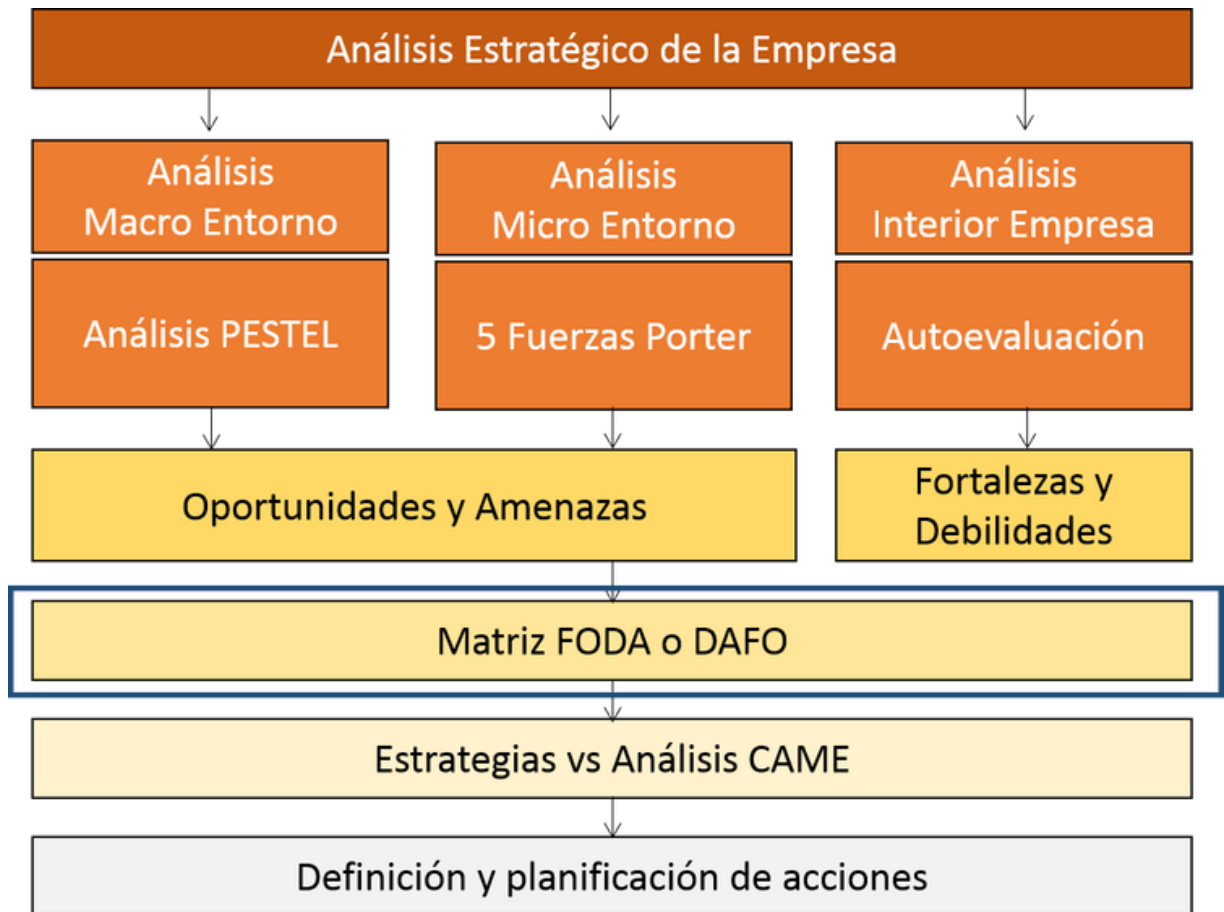 Análisis Estratégico de la Empresa
Análisis
Macro Entorno
Análisis
Micro Entorno
Análisis
Interior Empresa
Análisis PESTEL
5 Fuerzas Porter
Autoevaluación
Oportunidades y Amenazas
Fortalezas y
Debilidades
Matriz FODA o DAFO
Estrategias vs Análisis CAME
Definición y planificación de acciones